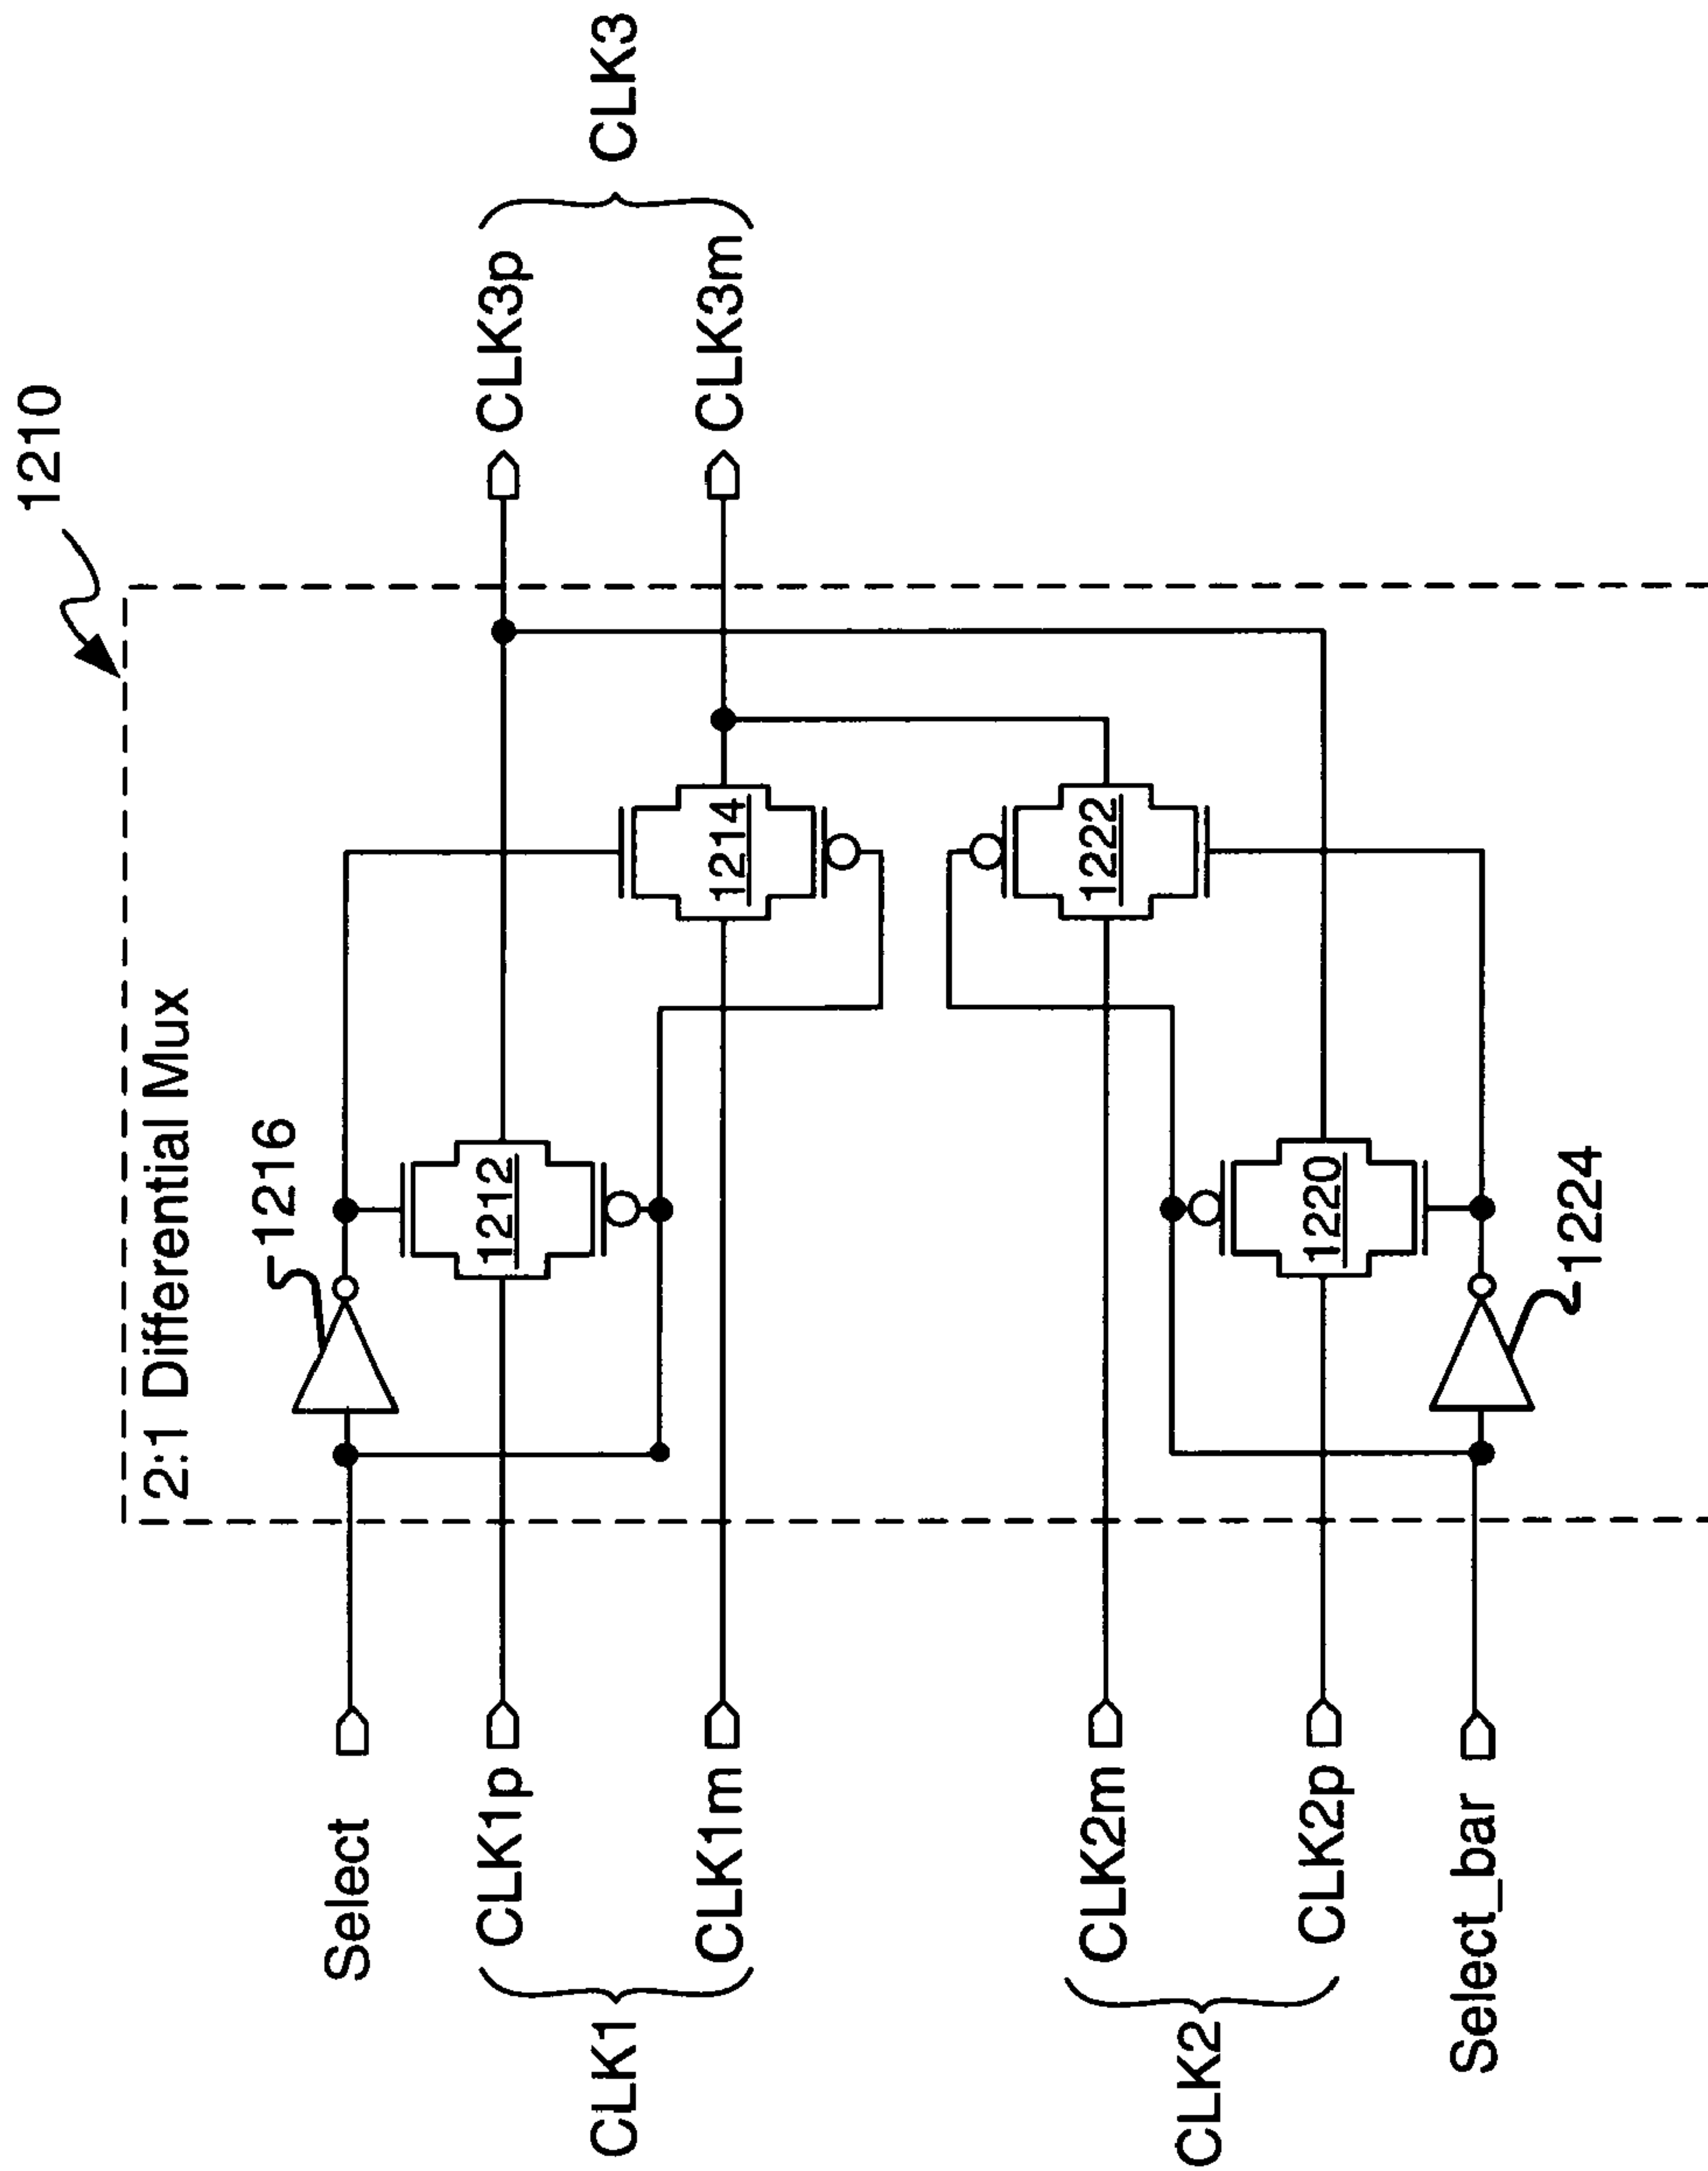 1210
2:1 Differential Mux
Select
1216
CLK1
CLK1p
1212
CLK3p
CLK3
CLK1m
1214
CLK3m
CLK2
CLK2m
1222
CLK2p
1220
Select_bar
1224